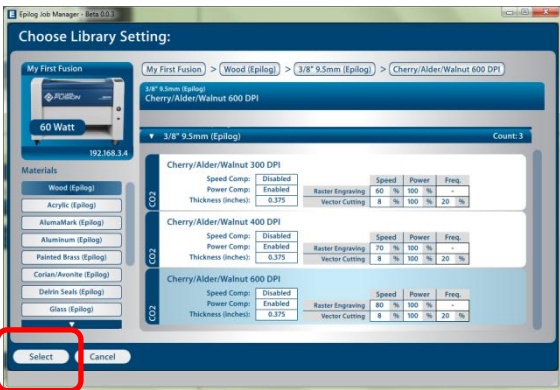 Epilog Job Manager - Beta 0.0.3
Choose Library Setting:
My First Fusion
FUSION
60 Watt
192.168.3.4
Materials
Wood (Epilog)
Acrylic (Epilog)
AlumaMark (Epilog)
Aluminum (Epilog)
Painted Brass (Epilog)
Corian/Avonite (Epilog)
Delrin Seals (Epilog)
Glass (Epilog)
My First Fusion > Wood (Epilog) > 3/8" 9.5mm (Epilog) > Cherry/Alder/Walnut 600 DPI
3/8" 9.5mm (Epilog)
Cherry/Alder/Walnut 600 DPI
3/8" 9.5mm (Epilog) Count: 3
CO2
Cherry/Alder/Walnut 300 DPI
Speed Comp: Disabled Speed Power Freq.
Power Comp: Enabled Raster Engraving 60 % 100 % -
Thickness (inches): 0.375 Vector Cutting 8 % 100 % 20 %
CO2
Cherry/Alder/Walnut 400 DPI
Speed Comp: Disabled Speed Power Freq.
Power Comp: Enabled Raster Engraving 70 % 100 % -
Thickness (inches): 0.375 Vector Cutting 8 % 100 % 20 %
CO2
Cherry/Alder/Walnut 600 DPI
Speed Comp: Disabled Speed Power Freq.
Power Comp: Enabled Raster Engraving 80 % 100 % -
Thickness (inches): 0.375 Vector Cutting 8 % 100 % 20 %
Select Cancel